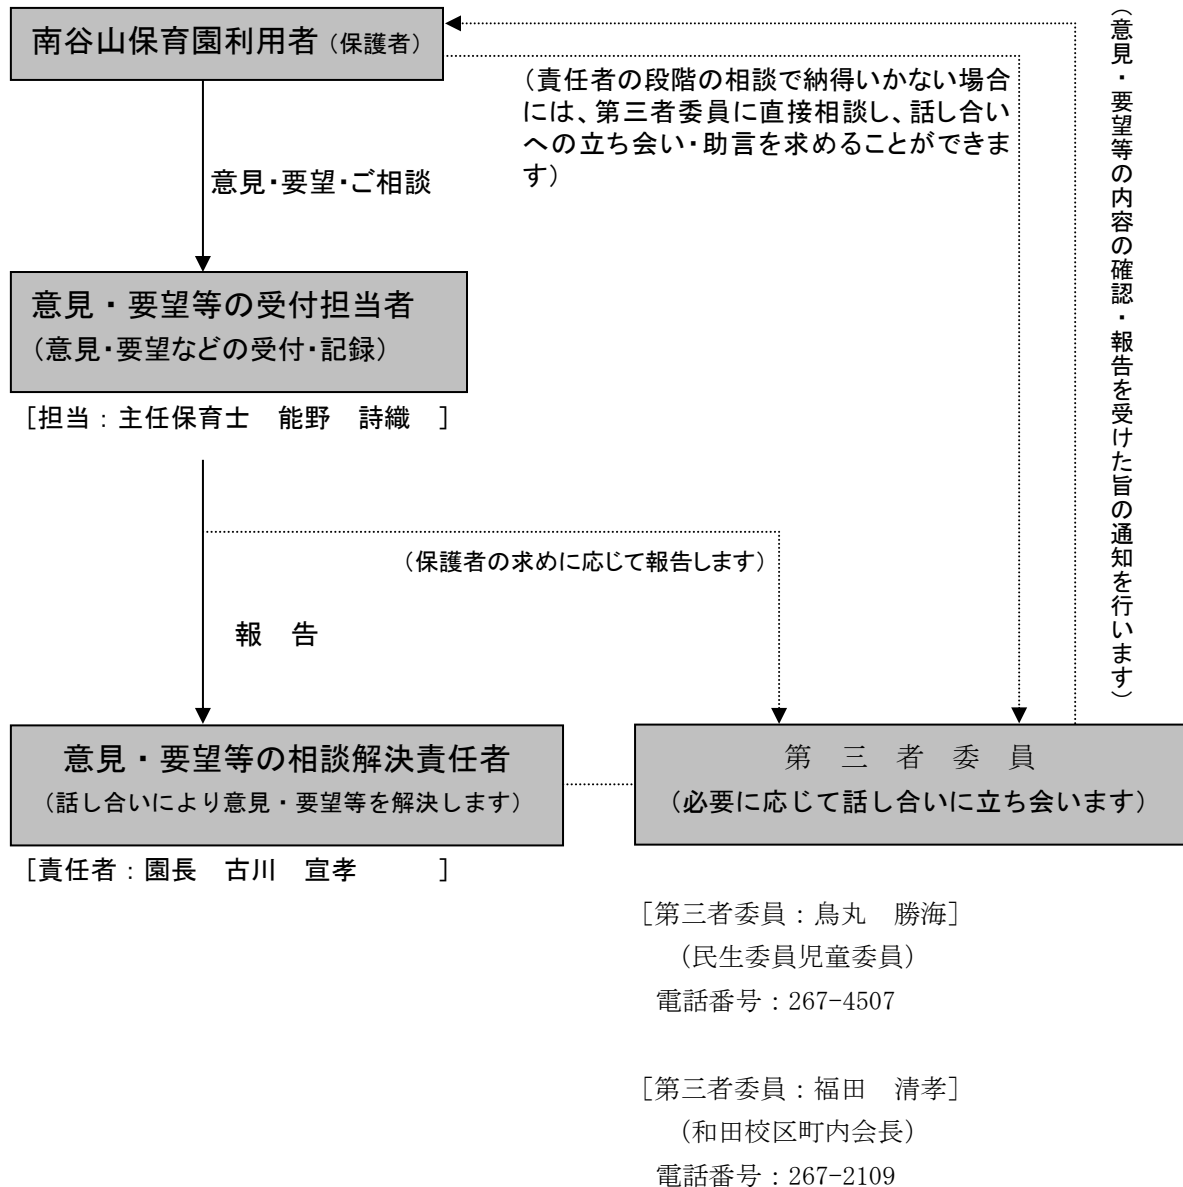 南谷山保育園利用者（保護者）
（責任者の段階の相談で納得いかない場合
には、第三者委員に直接相談し、話し合い
への立ち会い・助言を求めることができま
す）
（意見・要望等の内容の確認・報告を受けた旨の通知を行います）
意見・要望・ご相談
意見・要望等の受付担当者
（意見・要望などの受付・記録）
［担当：主任保育士　能野　詩織　］
（保護者の求めに応じて報告します）
報　告
意見・要望等の相談解決責任者
（話し合いにより意見・要望等を解決します）
［責任者：園長　古川　宣孝　　　］
第　三　者　委　員
（必要に応じて話し合いに立ち会います）
［第三者委員：鳥丸　勝海］
（民生委員児童委員）
電話番号：267-4507
［第三者委員：福田　清孝］
（和田校区町内会長）
電話番号：267-2109